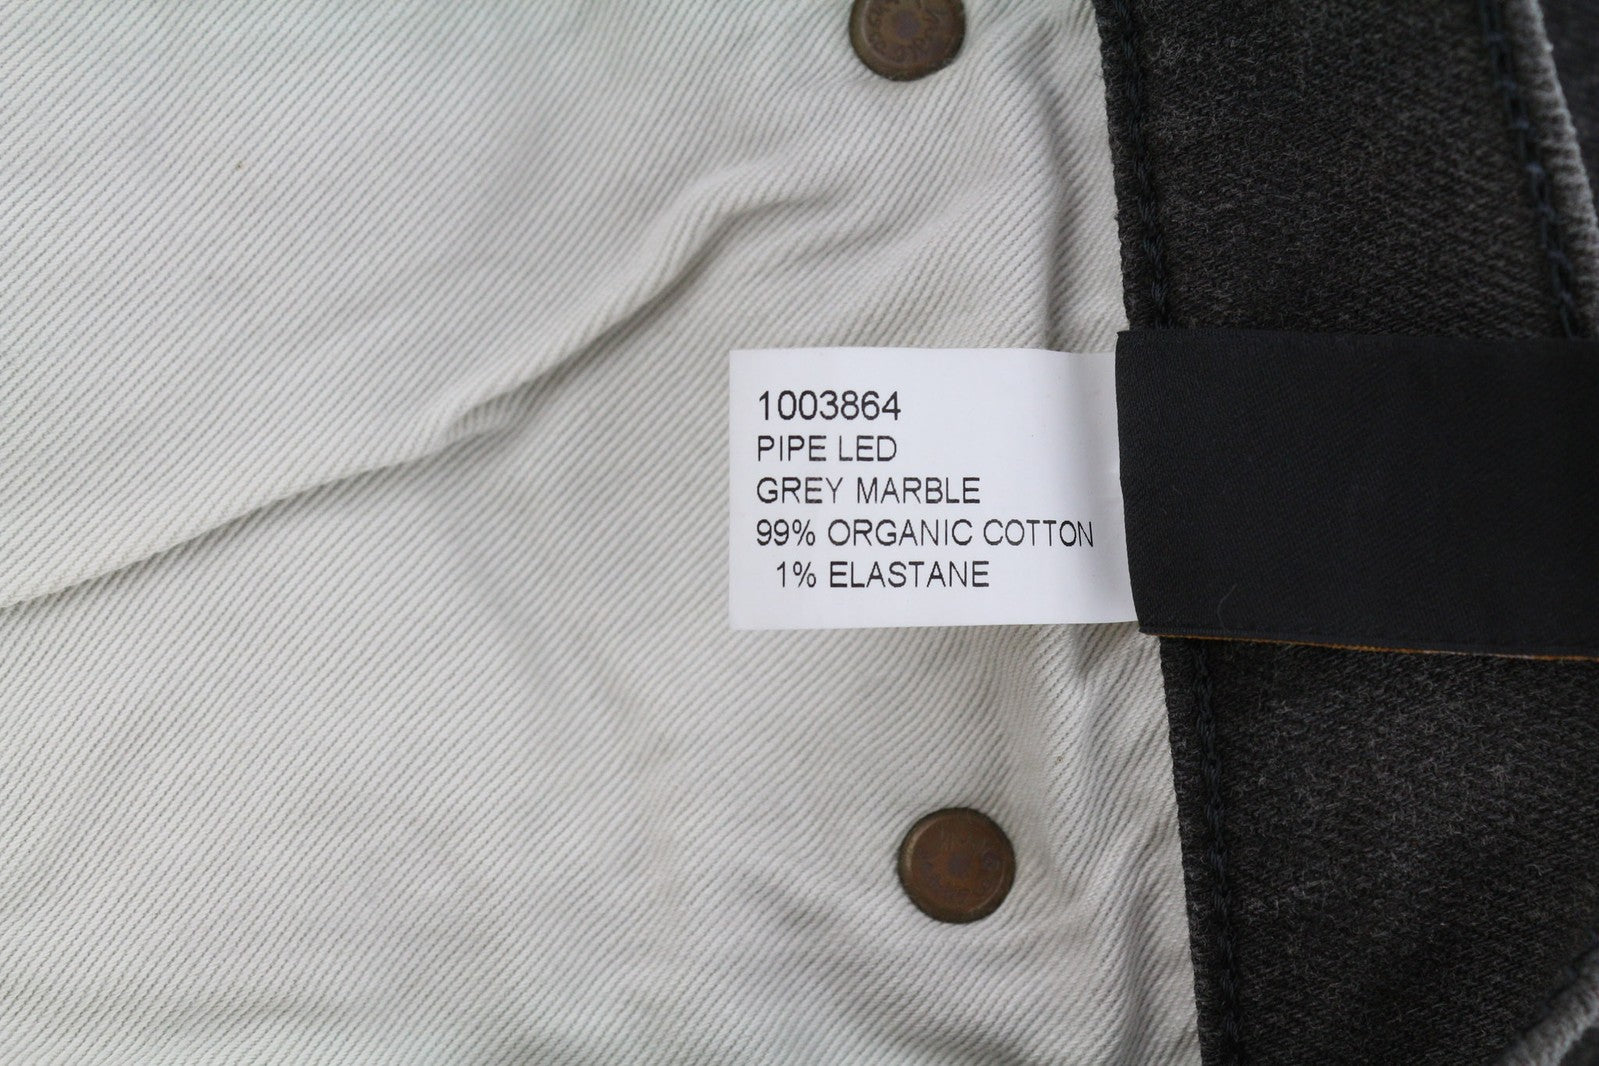 1003864
PIPE LED
GREY MARBLE
99% ORGANIC COTTON
1% ELASTANE